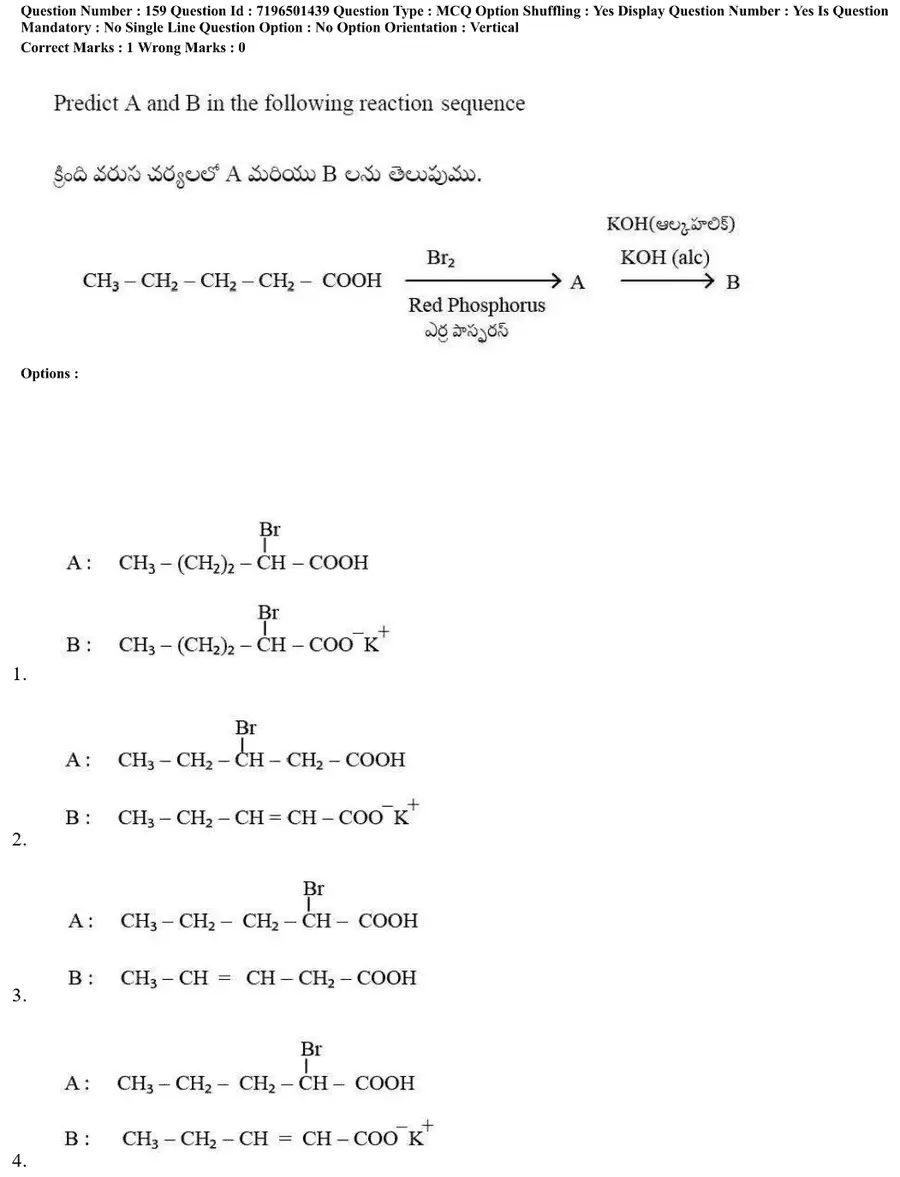 Question Number : 159 Question Id : 7196501439 Question Type : MCQ Option Shuffling : Yes Display Question Number : Yes Is Question
Mandatory : No Single Line Question Option : No Option Orientation : Vertical
Correct Marks : 1 Wrong Marks : 0
Predict A and B in the following reaction sequence
క్రింది వరుస చర్యలలో A మరియు B లను తెలుపుము.
KOH(ఆల్కహలిక్)
Br₂ KOH (alc)
CH₃ – CH₂ – CH₂ – CH₂ – COOH ⟶ A ⟶ B
Red Phosphorus
ఎర్ర పాస్ఫరస్
Options :
Br
A : CH₃ – (CH₂)₂ – CH – COOH
Br
B : CH₃ – (CH₂)₂ – CH – COO⁻K⁺
1.
Br
A : CH₃ – CH₂ – CH – CH₂ – COOH
B : CH₃ – CH₂ – CH = CH – COO⁻K⁺
2.
Br
A : CH₃ – CH₂ – CH₂ – CH – COOH
B : CH₃ – CH = CH – CH₂ – COOH
3.
Br
A : CH₃ – CH₂ – CH₂ – CH – COOH
B : CH₃ – CH₂ – CH = CH – COO⁻K⁺
4.